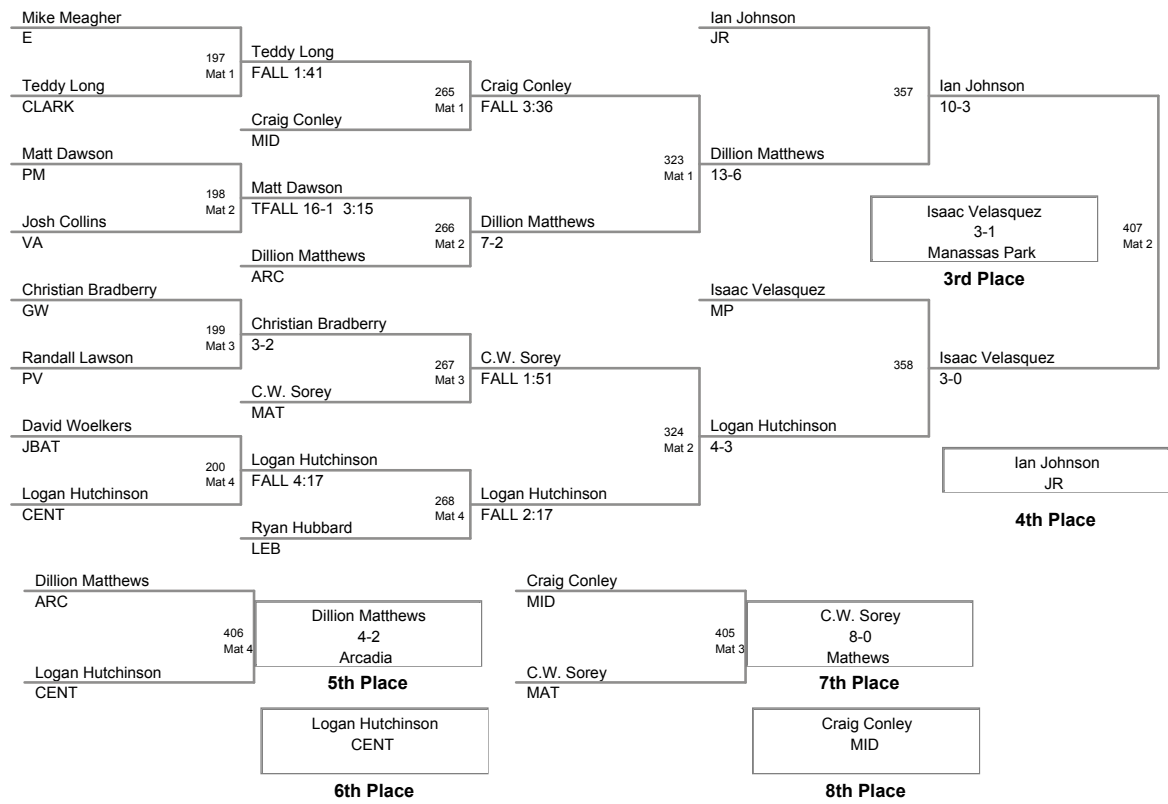 Mike Meagher
E
197
Mat 1
Teddy Long
CLARK
Teddy Long
FALL 1:41
265
Mat 1
Craig Conley
MID
Craig Conley
FALL 3:36
Matt Dawson
PM
198
Mat 2
Josh Collins
VA
Matt Dawson
TFALL 16-1 3:15
266
Mat 2
Dillion Matthews
ARC
Dillion Matthews
7-2
323
Mat 1
Dillion Matthews
13-6
Ian Johnson
JR
357
Ian Johnson
10-3
Christian Bradberry
GW
199
Mat 3
Randall Lawson
PV
Christian Bradberry
3-2
267
Mat 3
C.W. Sorey
MAT
C.W. Sorey
FALL 1:51
David Woelkers
JBAT
200
Mat 4
Logan Hutchinson
CENT
Logan Hutchinson
FALL 4:17
268
Mat 4
Ryan Hubbard
LEB
Logan Hutchinson
FALL 2:17
324
Mat 2
Logan Hutchinson
4-3
Isaac Velasquez
MP
358
Isaac Velasquez
3-0
407
Mat 2
Isaac Velasquez
3-1
Manassas Park
3rd Place
Ian Johnson
JR
4th Place
Dillion Matthews
ARC
406
Mat 4
Logan Hutchinson
CENT
Dillion Matthews
4-2
Arcadia
5th Place
Logan Hutchinson
CENT
6th Place
Craig Conley
MID
405
Mat 3
C.W. Sorey
MAT
C.W. Sorey
8-0
Mathews
7th Place
Craig Conley
MID
8th Place